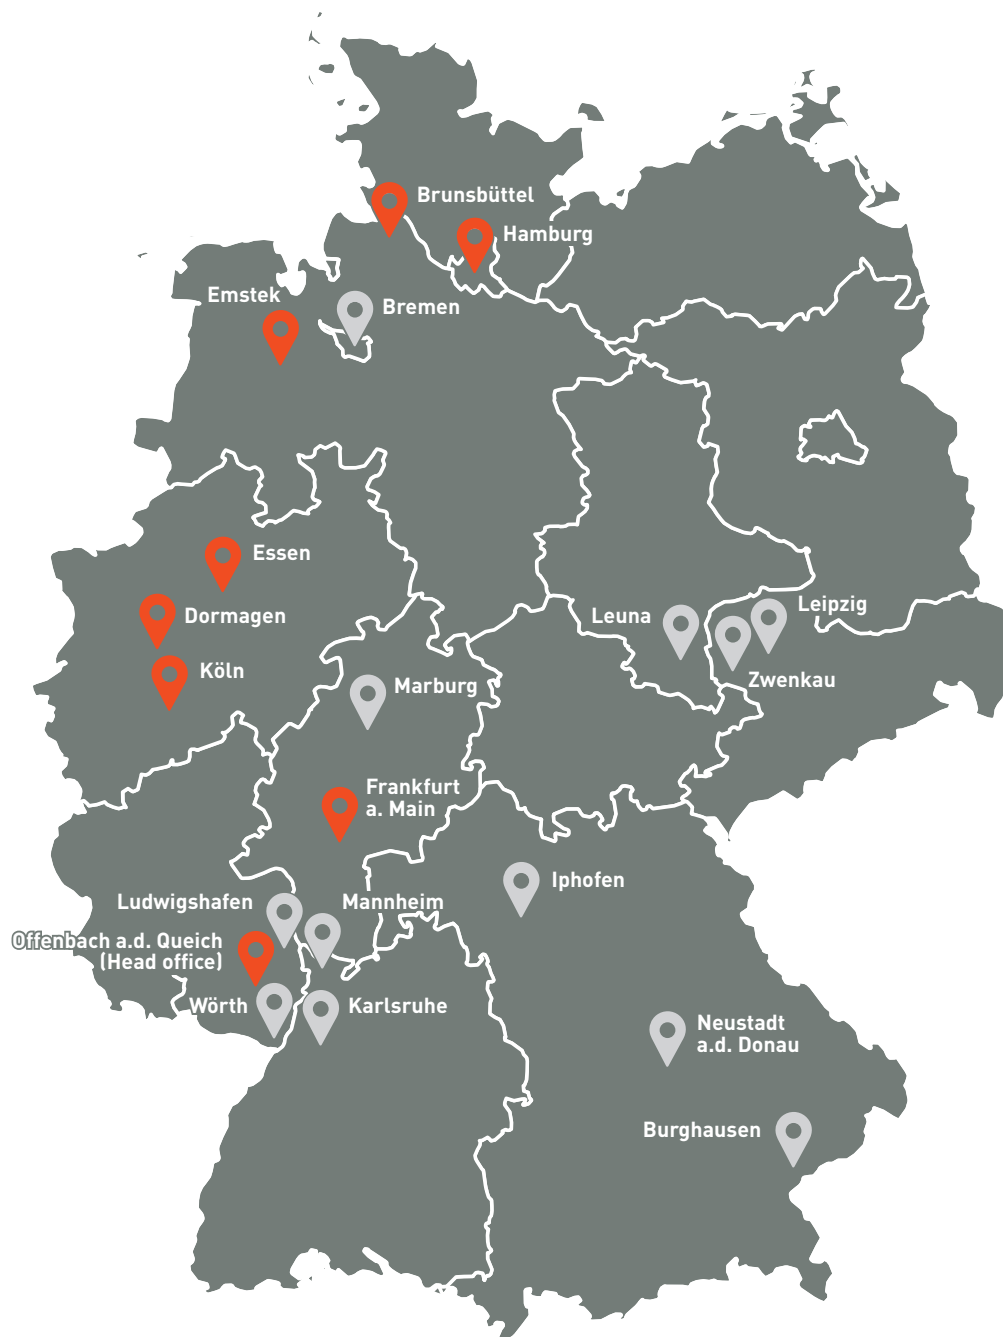 Brunsbüttel
Hamburg
Emstek
Bremen
Essen
Dormagen
Leuna
Leipzig
Köln
Zwenkau
Marburg
Frankfurt
a. Main
Iphofen
Ludwigshafen
Mannheim
Offenbach a.d. Queich
(Head office)
Wörth
Karlsruhe
Neustadt
a.d. Donau
Burghausen